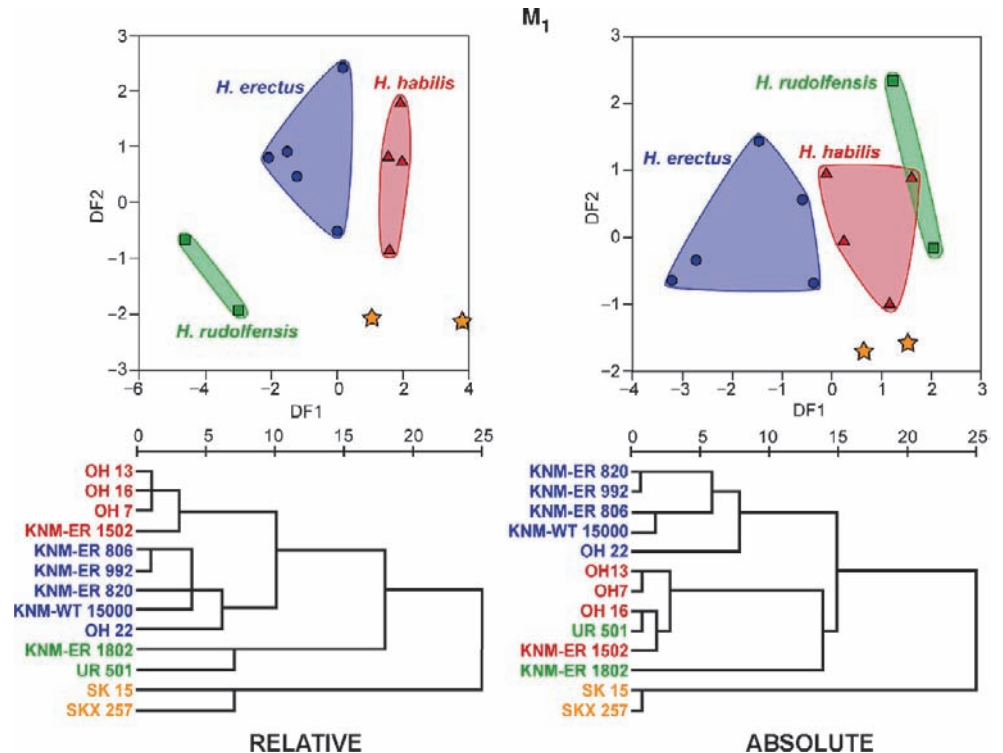 M1
3
2
1
0
−1
−2
−3
DF2
H. erectus
H. habilis
H. rudolfensis
−6
−4
−2
0
2
4
DF1
3
2
1
0
−1
−2
DF2
H. rudolfensis
H. erectus
H. habilis
−4
−3
−2
−1
0
1
2
3
DF1
0 5 10 15 20 25
OH 13
OH 16
OH 7
KNM-ER 1502
KNM-ER 806
KNM-ER 992
KNM-ER 820
KNM-WT 15000
OH 22
KNM-ER 1802
UR 501
SK 15
SKX 257
RELATIVE
0 5 10 15 20 25
KNM-ER 820
KNM-ER 992
KNM-ER 806
KNM-WT 15000
OH 22
OH13
OH7
OH 16
UR 501
KNM-ER 1502
KNM-ER 1802
SK 15
SKX 257
ABSOLUTE